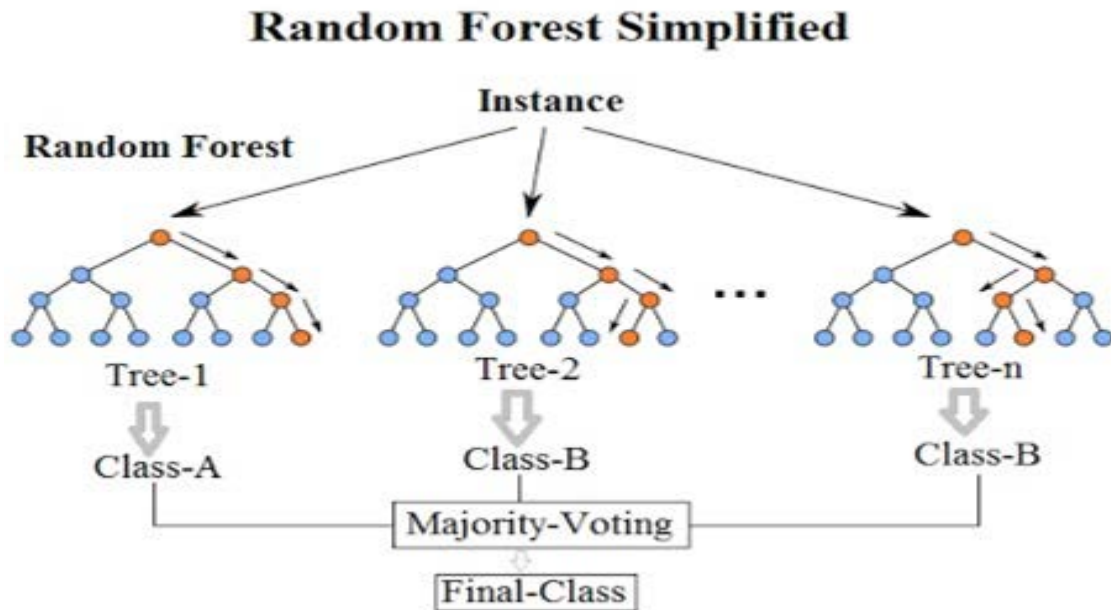 Random Forest Simplified
Instance
Random Forest
...
Tree-1
Tree-2
Tree-n
Class-A
Class-B
Class-B
Majority-Voting
Final-Class